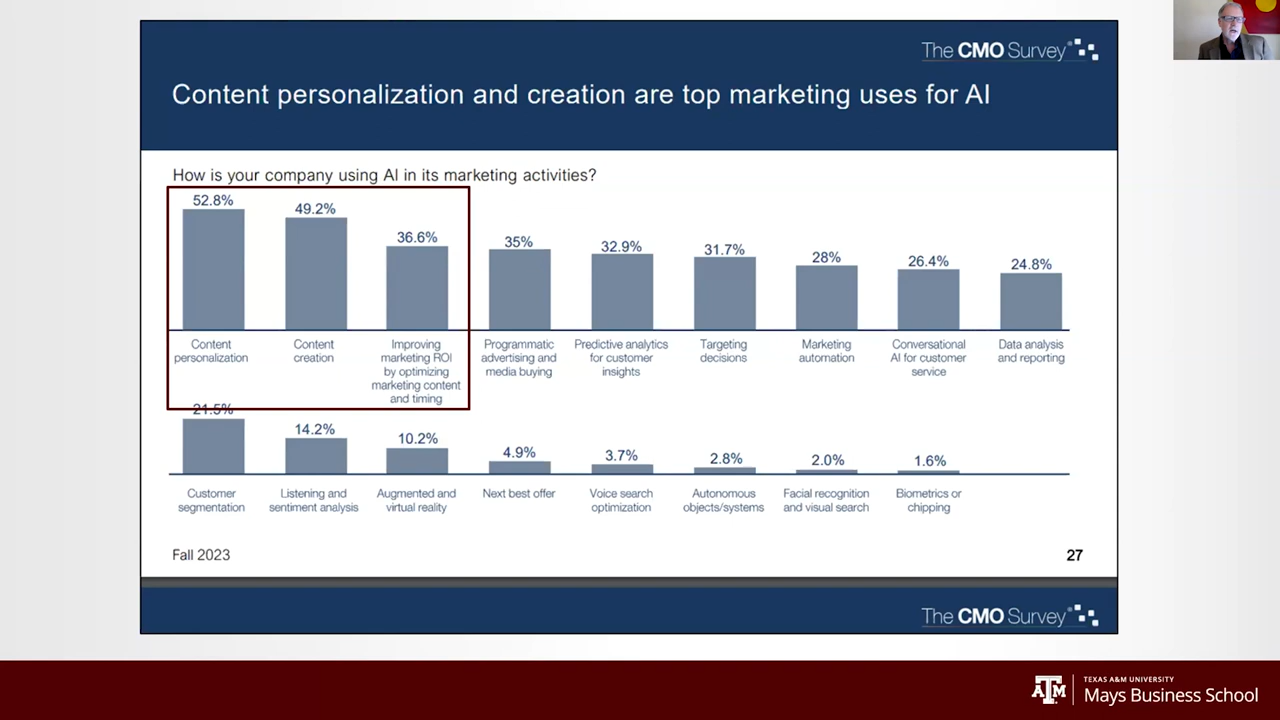 The CMO Survey
Content personalization and creation are top marketing uses for AI
How is your company using AI in its marketing activities?
52.8%
49.2%
36.6%
35%
32.9%
31.7%
28%
26.4%
24.8%
Content
personalization
Content
creation
Improving
marketing ROI
by optimizing
marketing content
and timing
Programmatic
advertising and
media buying
Predictive analytics
for customer
insights
Targeting
decisions
Marketing
automation
Conversational
AI for customer
service
Data analysis
and reporting
21.5%
14.2%
10.2%
4.9%
3.7%
2.8%
2.0%
1.6%
Customer
segmentation
Listening and
sentiment analysis
Augmented and
virtual reality
Next best offer
Voice search
optimization
Autonomous
objects/systems
Facial recognition
and visual search
Biometrics or
chipping
Fall 2023
27
The CMO Survey
ATM
TEXAS A&M UNIVERSITY
Mays Business School